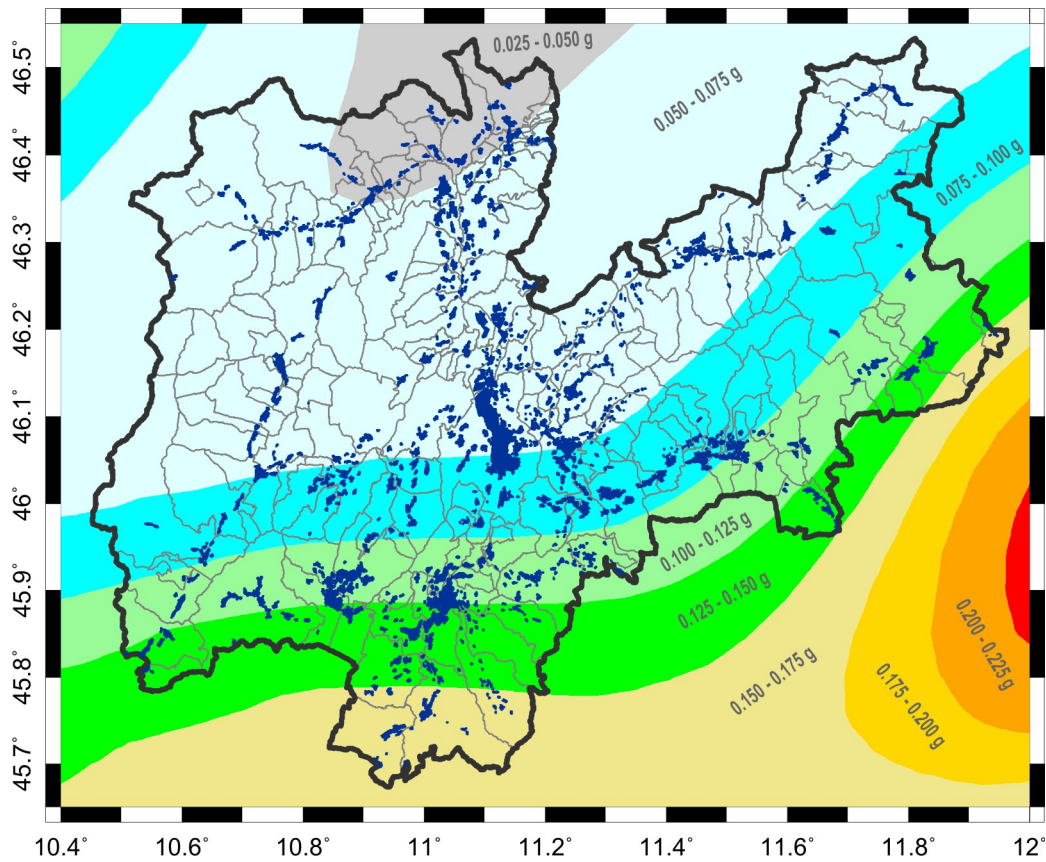 0.025 - 0.050 g
0.050 - 0.075 g
0.075 - 0.100 g
0.100 - 0.125 g
0.125 - 0.150 g
0.150 - 0.175 g
0.175 - 0.200 g
0.200 - 0.225 g
46.5°
46.4°
46.3°
46.2°
46.1°
46°
45.9°
45.8°
45.7°
10.4° 10.6° 10.8° 11° 11.2° 11.4° 11.6° 11.8° 12°